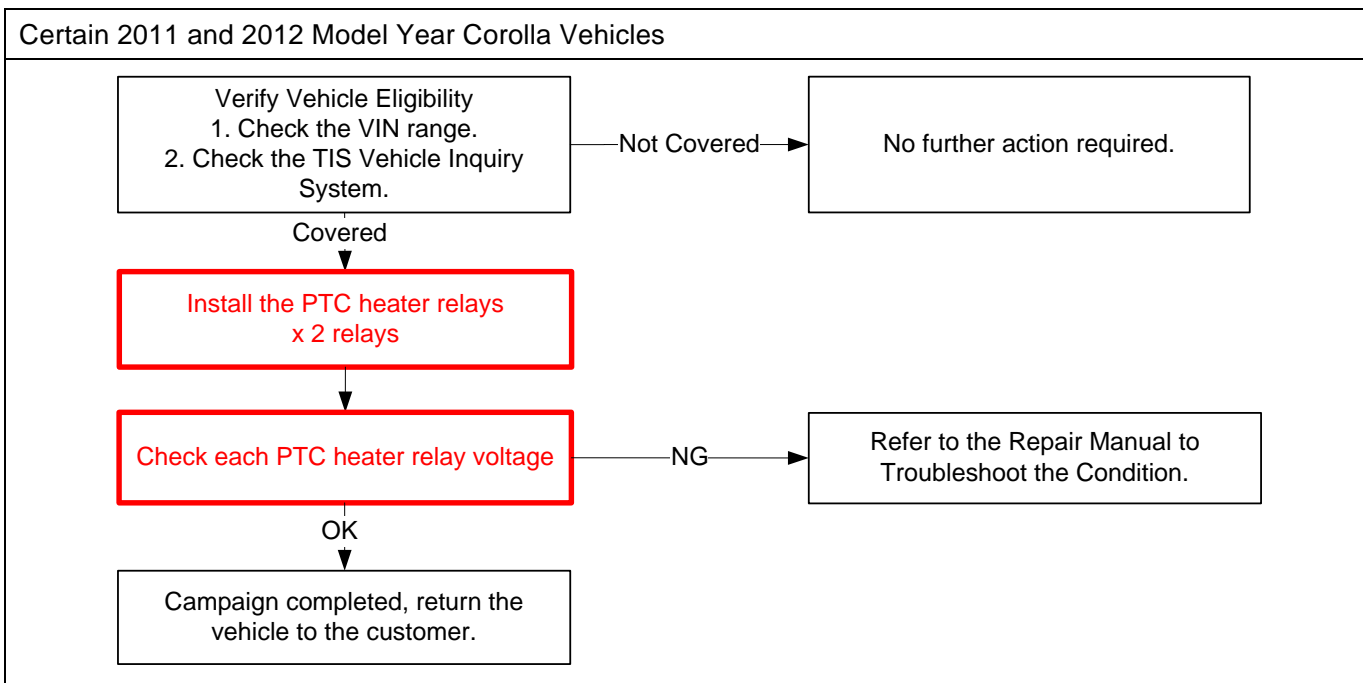 Certain 2011 and 2012 Model Year Corolla Vehicles
Verify Vehicle Eligibility
1. Check the VIN range.
2. Check the TIS Vehicle Inquiry
System.
Not Covered
No further action required.
Covered
Install the PTC heater relays
x 2 relays
Check each PTC heater relay voltage
NG
Refer to the Repair Manual to
Troubleshoot the Condition.
OK
Campaign completed, return the
vehicle to the customer.